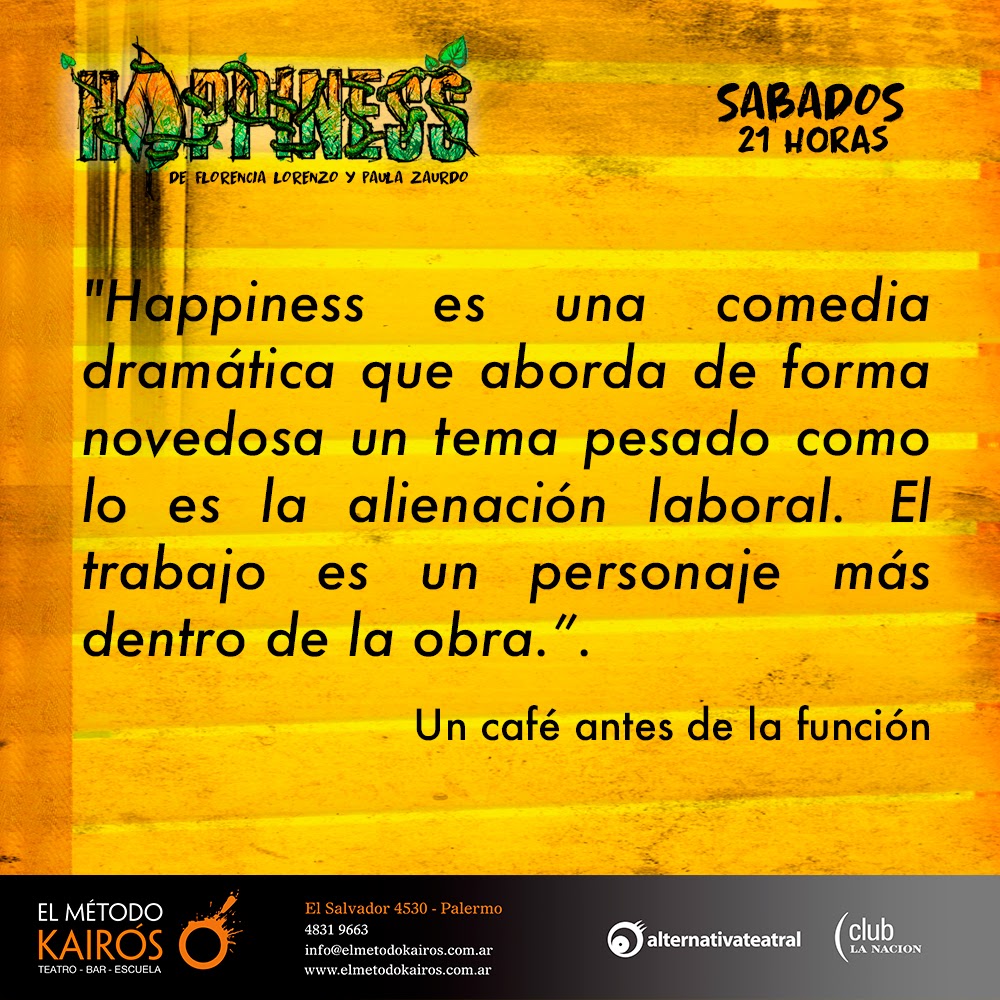 HAPPINESS
DE FLORENCIA LORENZO Y PAULA ZAURDO
SABADOS
21 HORAS
"Happiness es una comedia
dramática que aborda de forma
novedosa un tema pesado como
lo es la alienación laboral. El
trabajo es un personaje más
dentro de la obra.”.
Un café antes de la función
EL MÉTODO
KAIRÓS
TEATRO - BAR - ESCUELA
El Salvador 4530 - Palermo
4831 9663
info@elmetodokairos.com.ar
www.elmetodokairos.com.ar
alternativateatral
club
LA NACION